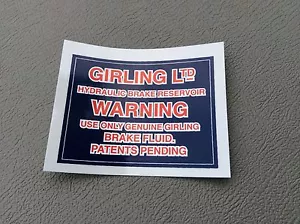 GIRLING LTD
HYDRAULIC BRAKE RESERVOIR
WARNING
USE ONLY GENUINE GIRLING
BRAKE FLUID.
PATENTS PENDING